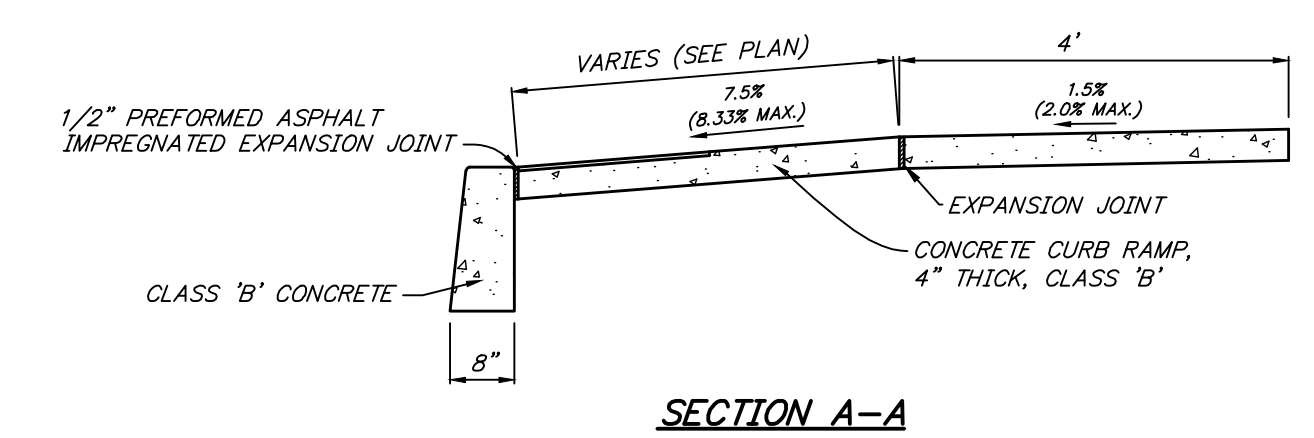 VARIES (SEE PLAN)
4'
7.5%
(8.33% MAX.)
1.5%
(2.0% MAX.)
1/2" PREFORMED ASPHALT
IMPREGNATED EXPANSION JOINT
EXPANSION JOINT
CONCRETE CURB RAMP,
4" THICK, CLASS 'B'
CLASS 'B' CONCRETE
8"
SECTION A-A